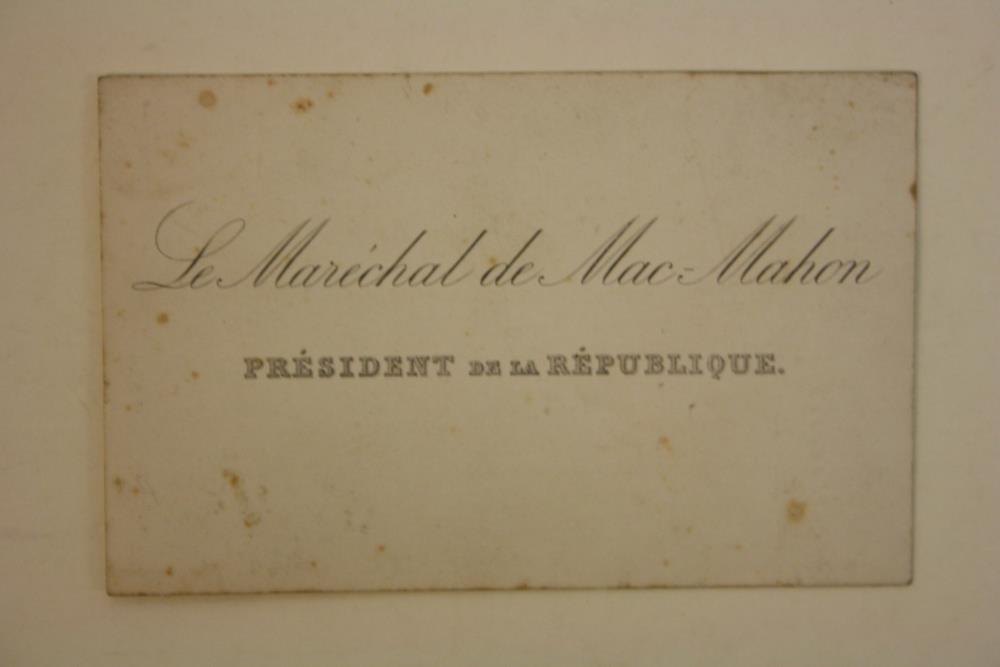 Le Maréchal de Mac-Mahon
PRÉSIDENT DE LA RÉPUBLIQUE.